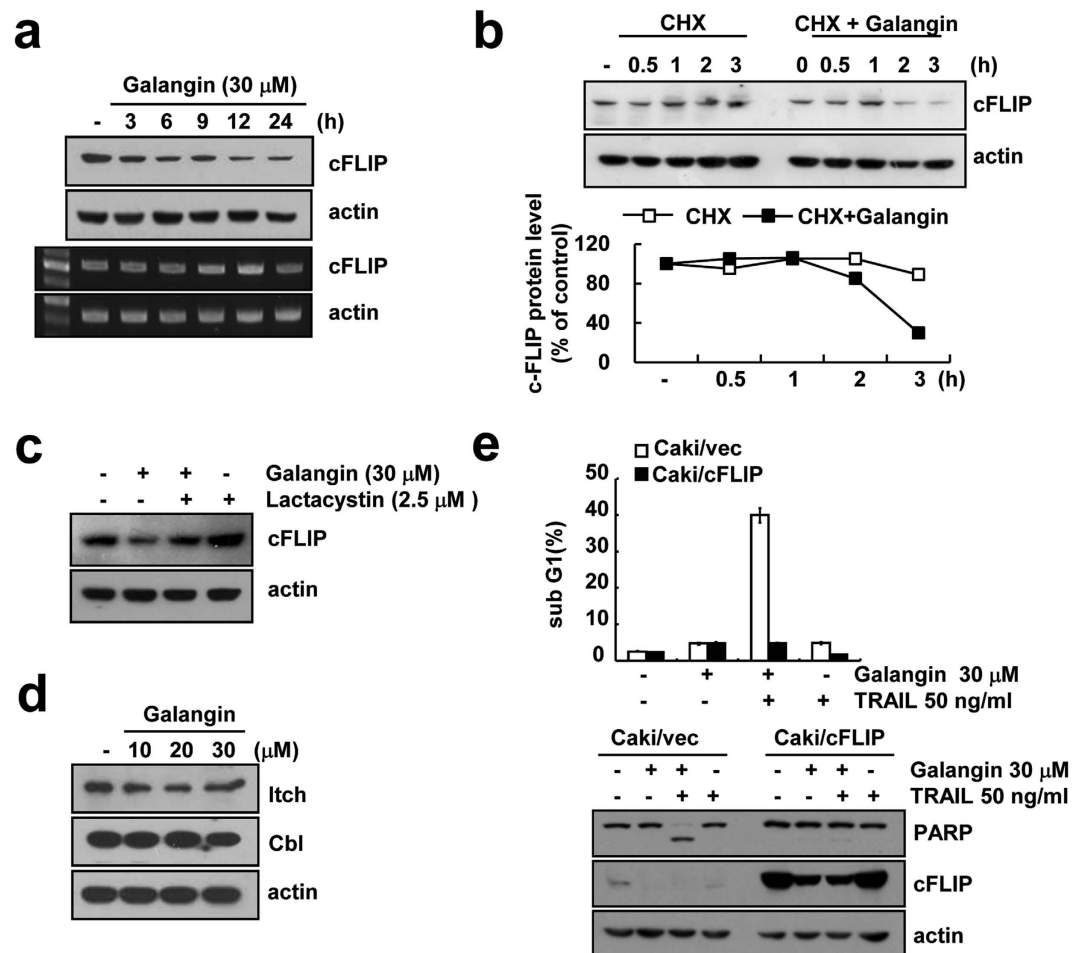 a
Galangin (30 μM)
- 3 6 9 12 24 (h)
cFLIP
actin
cFLIP
actin
b
CHX CHX + Galangin
- 0.5 1 2 3 0 0.5 1 2 3 (h)
cFLIP
actin
CHX CHX+Galangin
c-FLIP protein level
(% of control)
120
80
40
0
- 0.5 1 2 3 (h)
c
- + + - Galangin (30 μM)
- - + + Lactacystin (2.5 μM )
cFLIP
actin
d
Galangin
- 10 20 30 (μM)
Itch
Cbl
actin
e
Caki/vec
Caki/cFLIP
sub G1(%)
50
40
30
20
10
0
- + + - Galangin 30 μM
- - + + TRAIL 50 ng/ml
Caki/vec Caki/cFLIP
- + + - - + + - Galangin 30 μM
- - + + - - + + TRAIL 50 ng/ml
PARP
cFLIP
actin